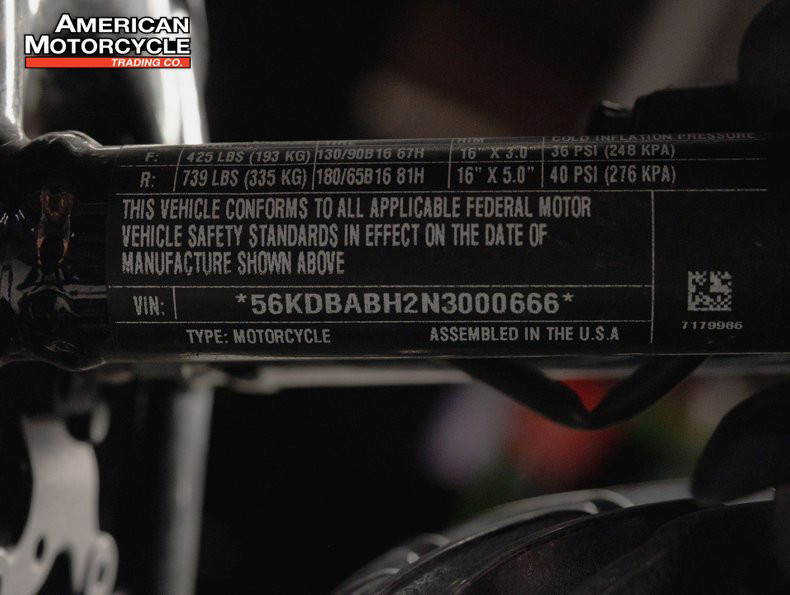 AMERICAN
MOTORCYCLE
TRADING CO.
COLD INFLATION PRESSURE
F: 425 LBS (193 KG) 130/90B16 67H 16" X 3.0" 36 PSI (248 KPA)
R: 739 LBS (335 KG) 180/65B16 81H 16" X 5.0" 40 PSI (276 KPA)
THIS VEHICLE CONFORMS TO ALL APPLICABLE FEDERAL MOTOR
VEHICLE SAFETY STANDARDS IN EFFECT ON THE DATE OF
MANUFACTURE SHOWN ABOVE
VIN: *56KDBABH2N3000666*
7179986
TYPE: MOTORCYCLE ASSEMBLED IN THE U.S.A